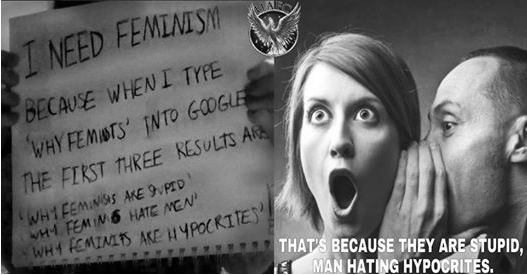 I NEED FEMINISM
BECAUSE WHEN I TYPE
'WHY FEMINISTS' INTO GOOGLE
THE FIRST THREE RESULTS ARE
'WHY FEMINISTS ARE STUPID'
WHY FEMINIS HATE MEN'
'WHY FEMINISTS ARE HYPOCRITES'
THAT'S BECAUSE THEY ARE STUPID,
MAN HATING HYPOCRITES.